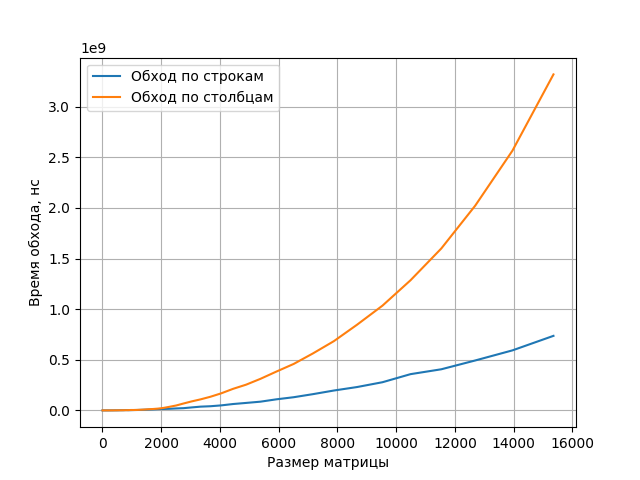 1e9
Обход по строкам
Обход по столбцам
3.0
2.5
2.0
1.5
1.0
0.5
0.0
Время обхода, нс
0 2000 4000 6000 8000 10000 12000 14000 16000
Размер матрицы